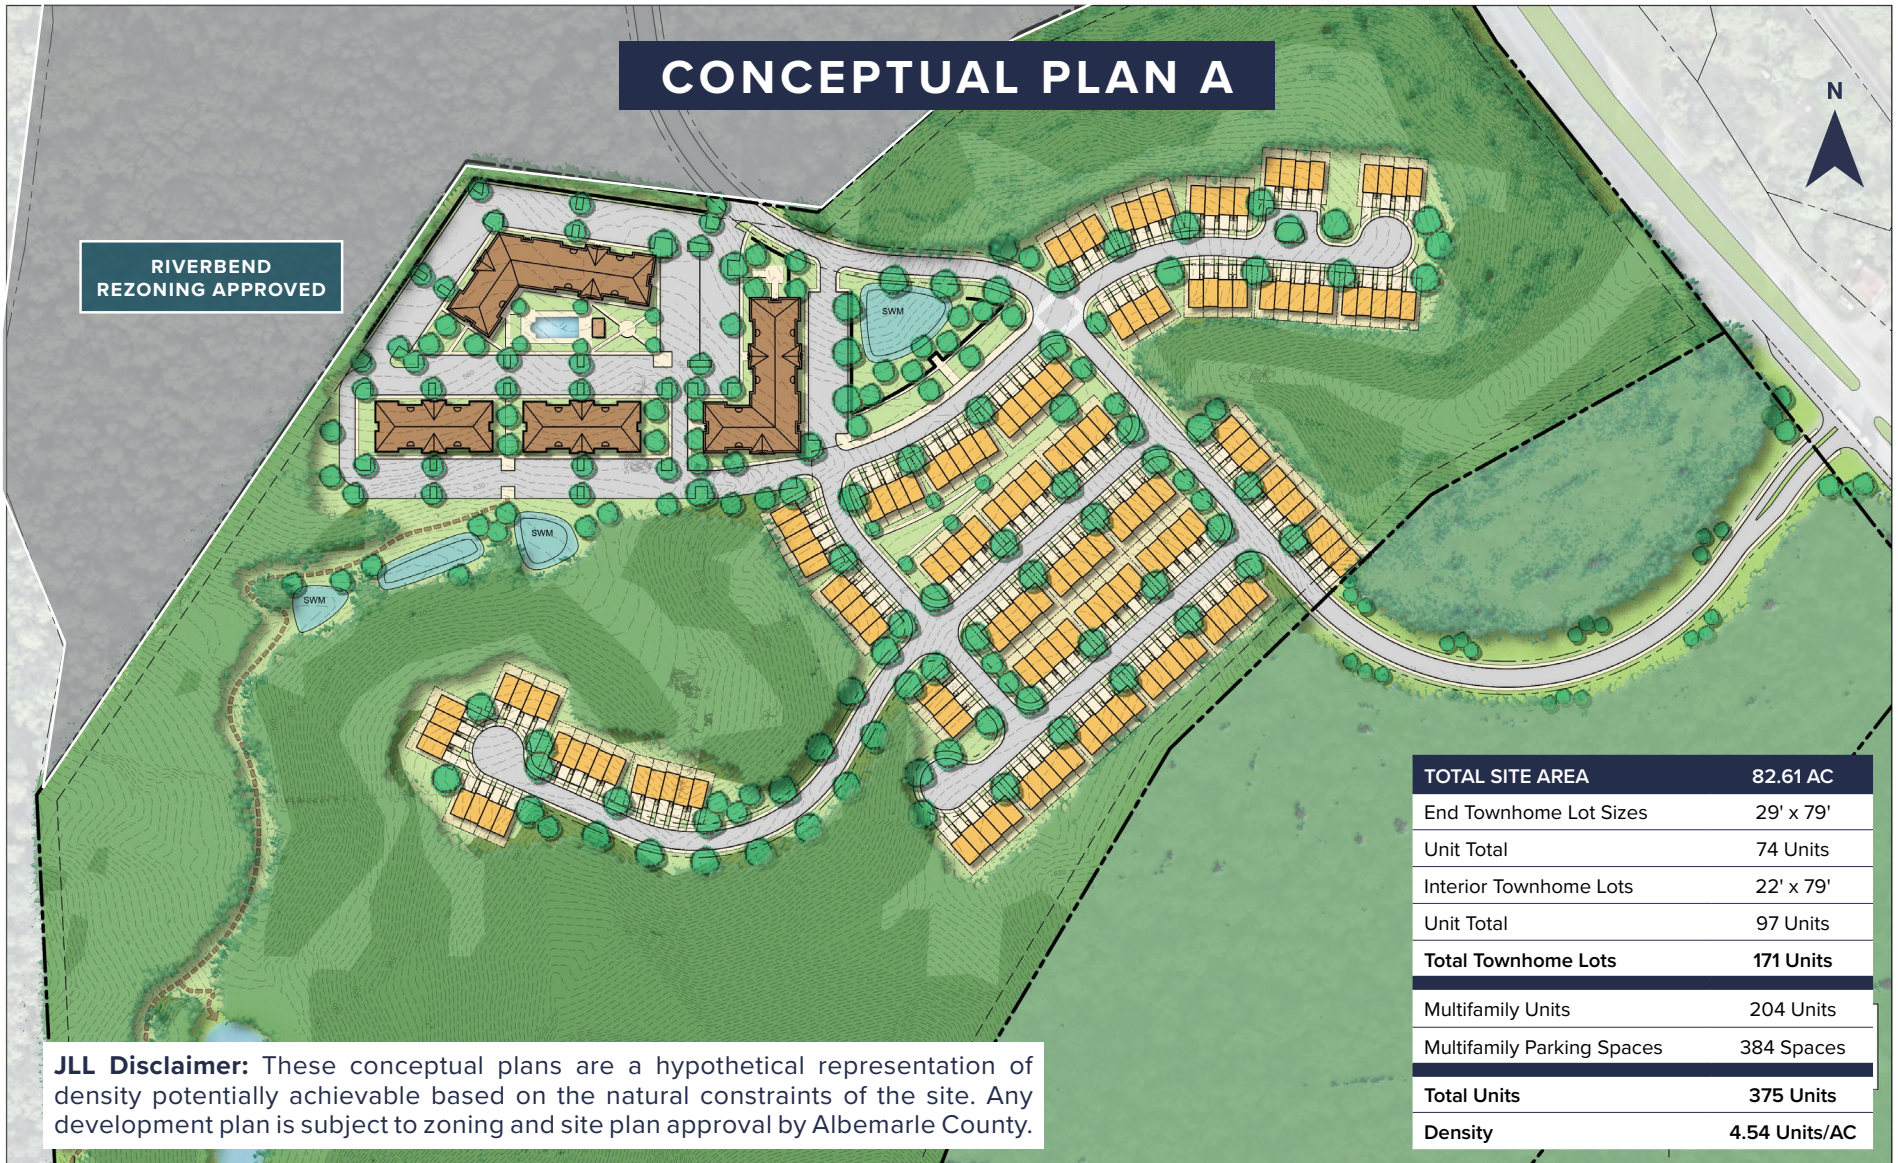 CONCEPTUAL PLAN A
N
RIVERBEND
REZONING APPROVED
SWM
SWM
SWM
TOTAL SITE AREA 82.61 AC
End Townhome Lot Sizes 29' x 79'
Unit Total 74 Units
Interior Townhome Lots 22' x 79'
Unit Total 97 Units
Total Townhome Lots 171 Units
Multifamily Units 204 Units
Multifamily Parking Spaces 384 Spaces
Total Units 375 Units
Density 4.54 Units/AC
JLL Disclaimer: These conceptual plans are a hypothetical representation of
density potentially achievable based on the natural constraints of the site. Any
development plan is subject to zoning and site plan approval by Albemarle County.